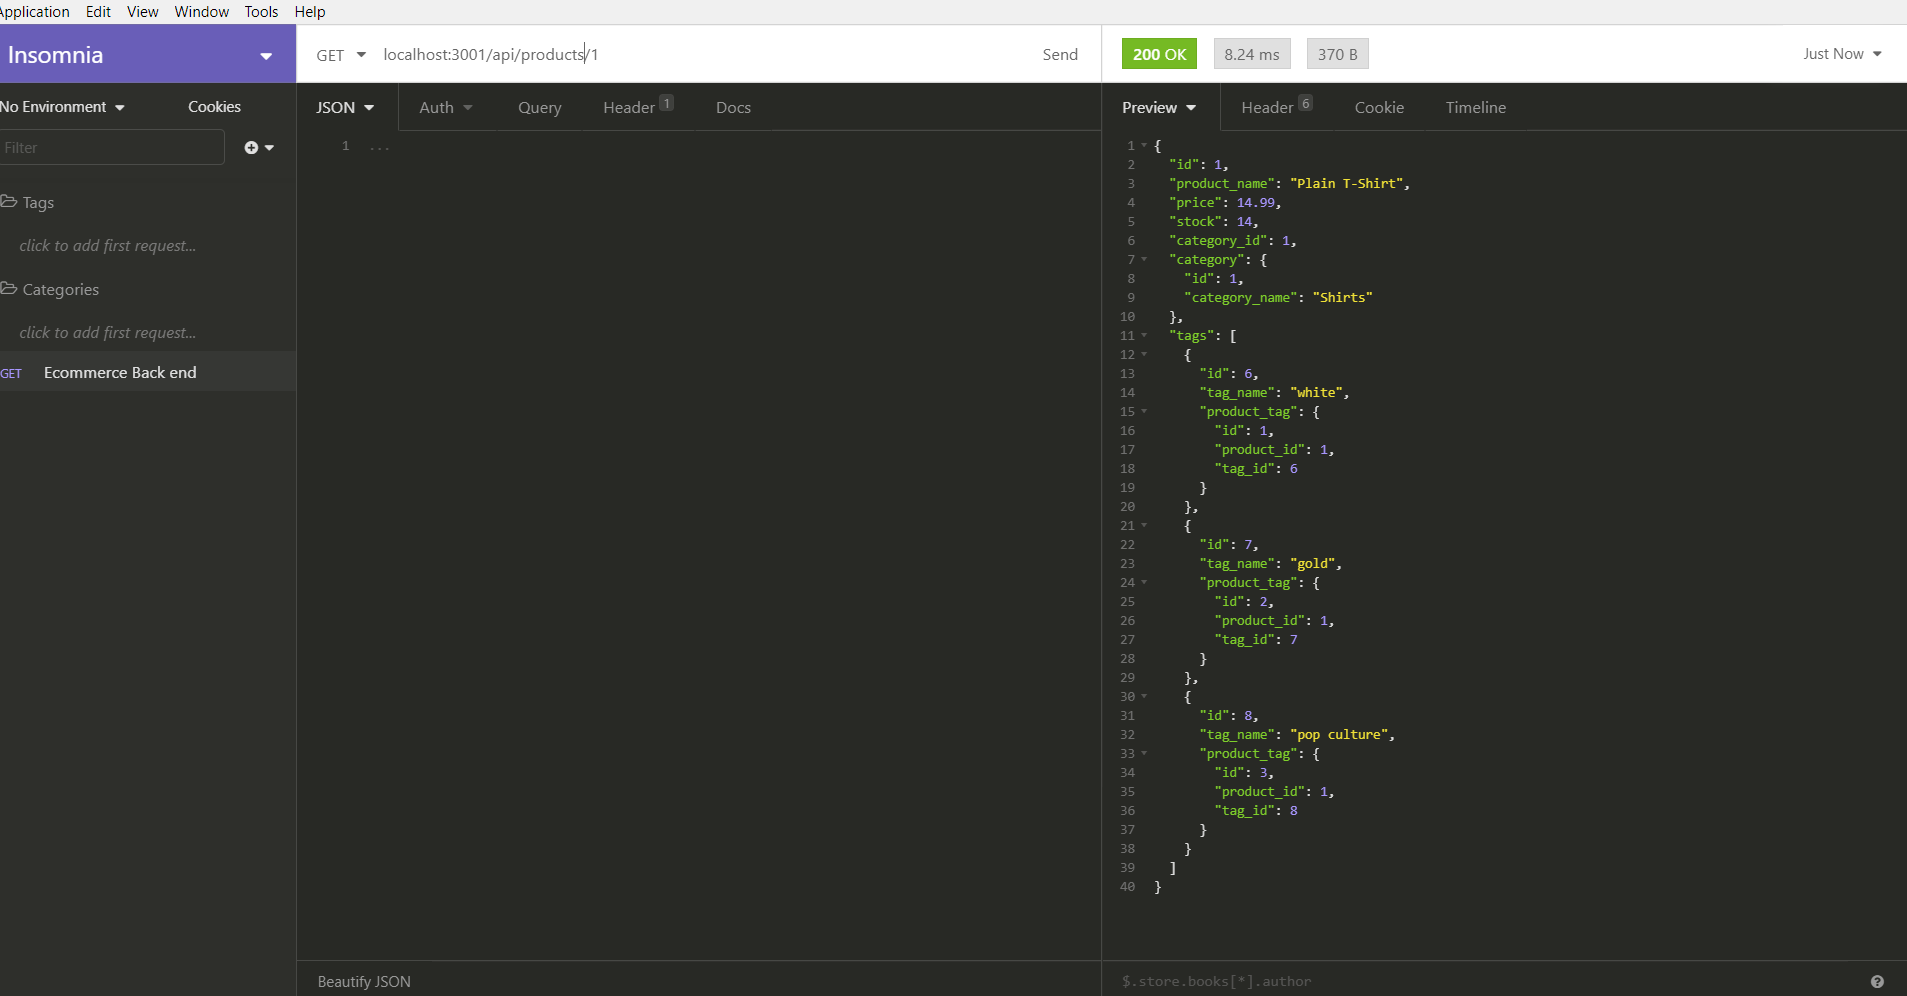 Application Edit View Window Tools Help
Insomnia
GET localhost:3001/api/products/1 Send
200 OK 8.24 ms 370 B Just Now
No Environment Cookies
JSON Auth Query Header 1 Docs
Preview Header 6 Cookie Timeline
Filter
Tags
click to add first request...
Categories
click to add first request...
GET Ecommerce Back end
1 ...
1 {
2 "id": 1,
3 "product_name": "Plain T-Shirt",
4 "price": 14.99,
5 "stock": 14,
6 "category_id": 1,
7 "category": {
8 "id": 1,
9 "category_name": "Shirts"
10 },
11 "tags": [
12 {
13 "id": 6,
14 "tag_name": "white",
15 "product_tag": {
16 "id": 1,
17 "product_id": 1,
18 "tag_id": 6
19 }
20 },
21 {
22 "id": 7,
23 "tag_name": "gold",
24 "product_tag": {
25 "id": 2,
26 "product_id": 1,
27 "tag_id": 7
28 }
29 },
30 {
31 "id": 8,
32 "tag_name": "pop culture",
33 "product_tag": {
34 "id": 3,
35 "product_id": 1,
36 "tag_id": 8
37 }
38 }
39 ]
40 }
Beautify JSON
$.store.books[*].author